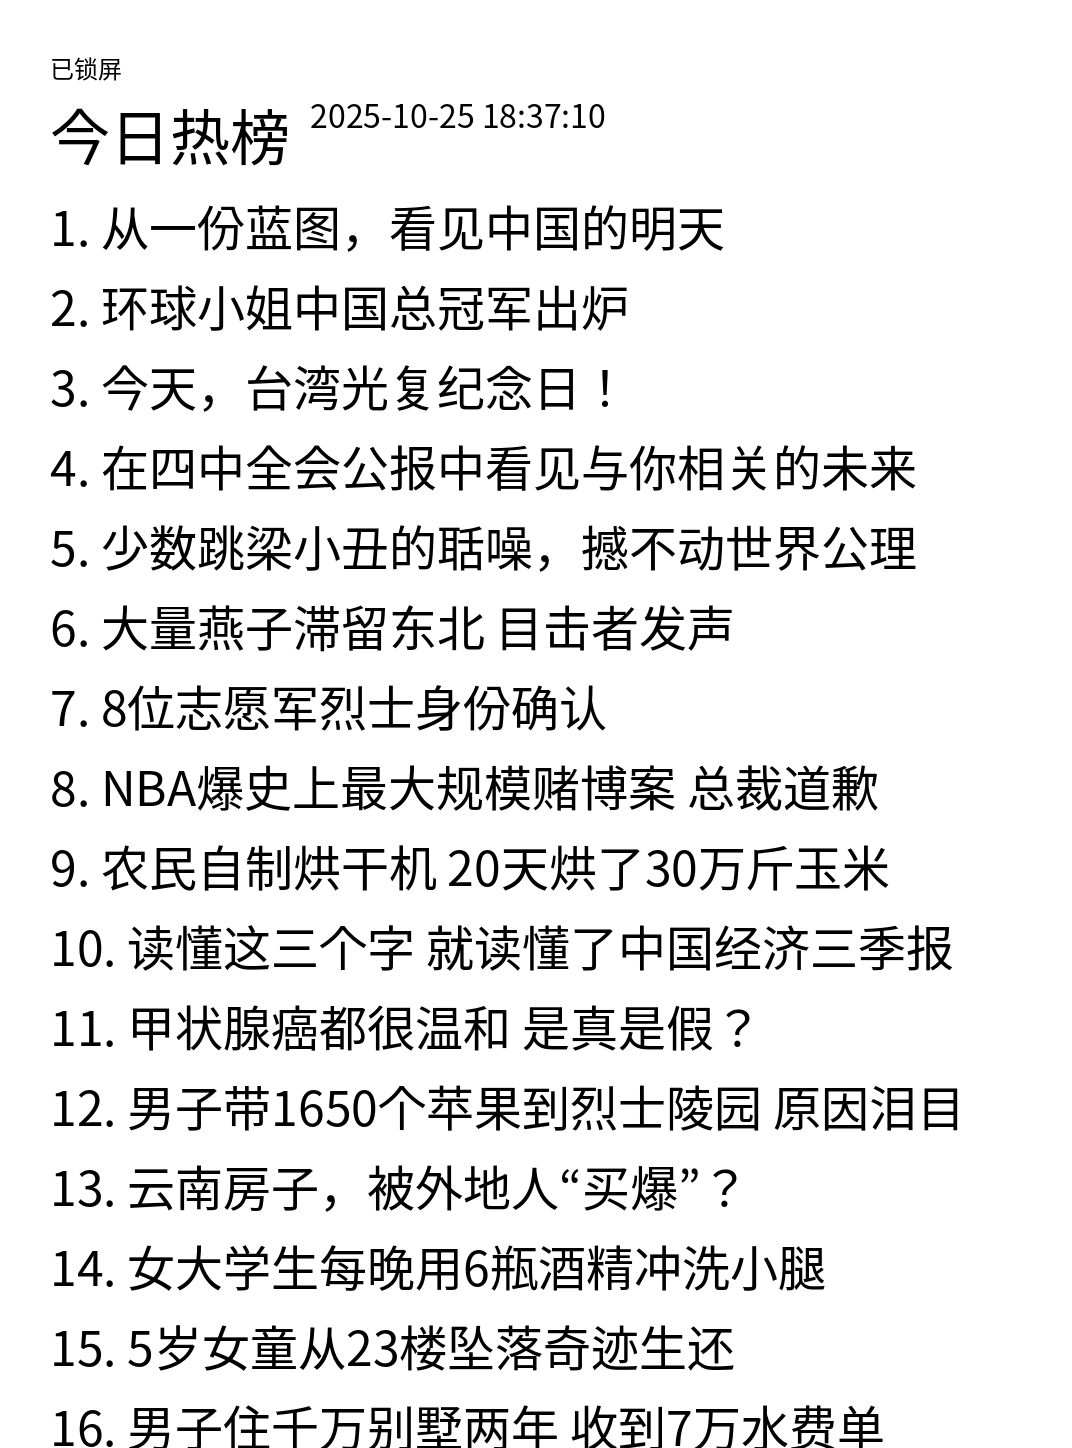 已锁屏
今日热榜 2025-10-25 18:37:10
1. 从一份蓝图，看见中国的明天
2. 环球小姐中国总冠军出炉
3. 今天，台湾光复纪念日！
4. 在四中全会公报中看见与你相关的未来
5. 少数跳梁小丑的聒噪，撼不动世界公理
6. 大量燕子滞留东北 目击者发声
7. 8位志愿军烈士身份确认
8. NBA爆史上最大规模赌博案 总裁道歉
9. 农民自制烘干机 20天烘了30万斤玉米
10. 读懂这三个字 就读懂了中国经济三季报
11. 甲状腺癌都很温和 是真是假？
12. 男子带1650个苹果到烈士陵园 原因泪目
13. 云南房子，被外地人“买爆”？
14. 女大学生每晚用6瓶酒精冲洗小腿
15. 5岁女童从23楼坠落奇迹生还
16. 男子住千万别墅两年 收到7万水费单